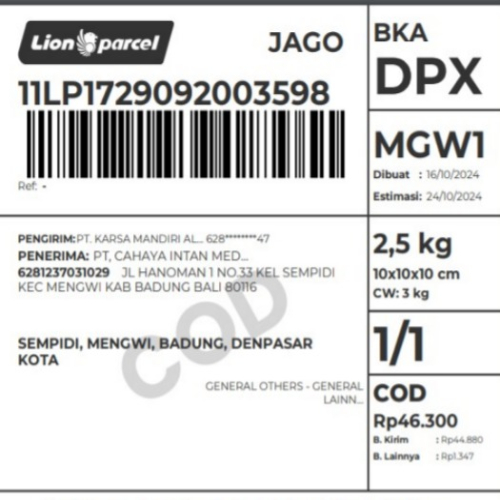 Lion parcel
JAGO
11LP1729092003598
Ref: -
BKA
DPX
MGW1
Dibuat : 16/10/2024
Estimasi: 24/10/2024
PENGIRIM:PT. KARSA MANDIRI AL... 628********47
PENERIMA: PT, CAHAYA INTAN MED...
6281237031029 JL HANOMAN 1 NO.33 KEL SEMPIDI
KEC MENGWI KAB BADUNG BALI 80116
COD
SEMPIDI, MENGWI, BADUNG, DENPASAR
KOTA
GENERAL OTHERS - GENERAL
LAINN...
2,5 kg
10x10x10 cm
CW: 3 kg
1/1
COD
Rp46.300
B. Kirim : Rp44.880
B. Lainnya : Rp1.347